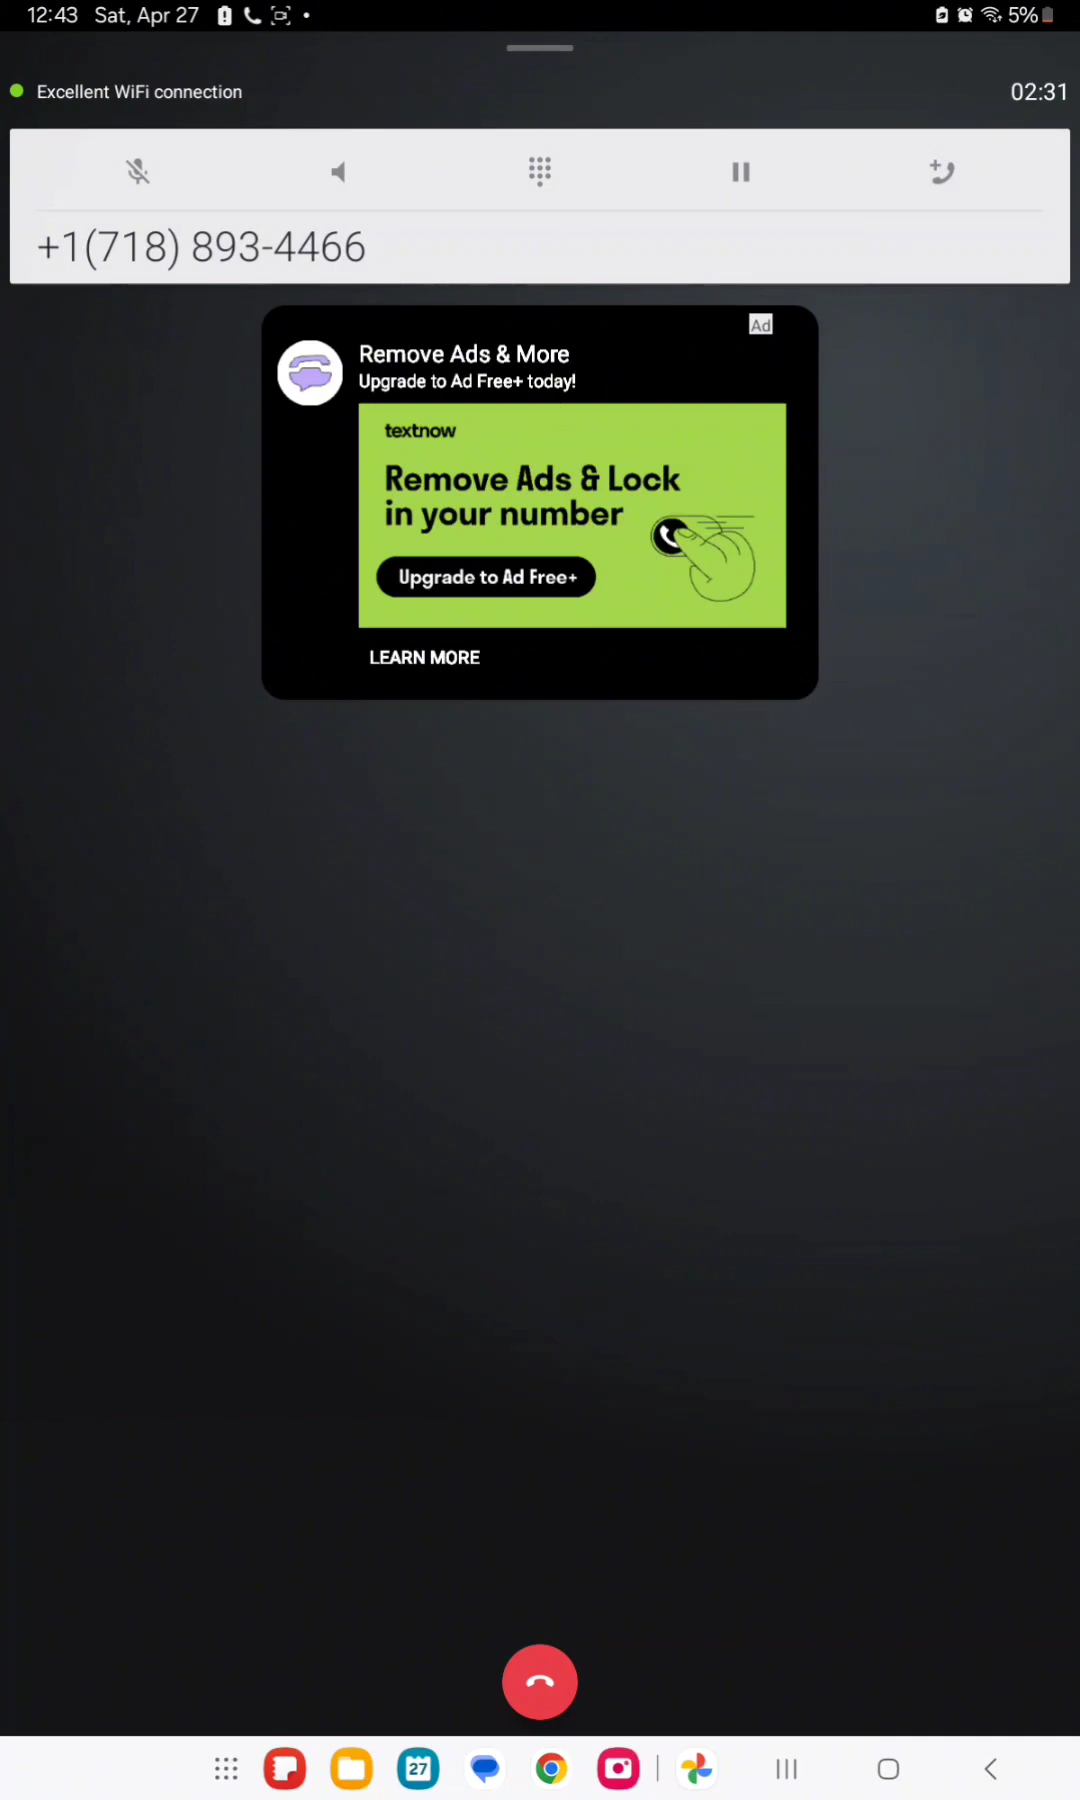 12:43 Sat, Apr 27 5%
Excellent WiFi connection 02:31
+1(718) 893-4466
Ad
Remove Ads & More
Upgrade to Ad Free+ today!
textnow
Remove Ads & Lock
in your number
Upgrade to Ad Free+
LEARN MORE
27